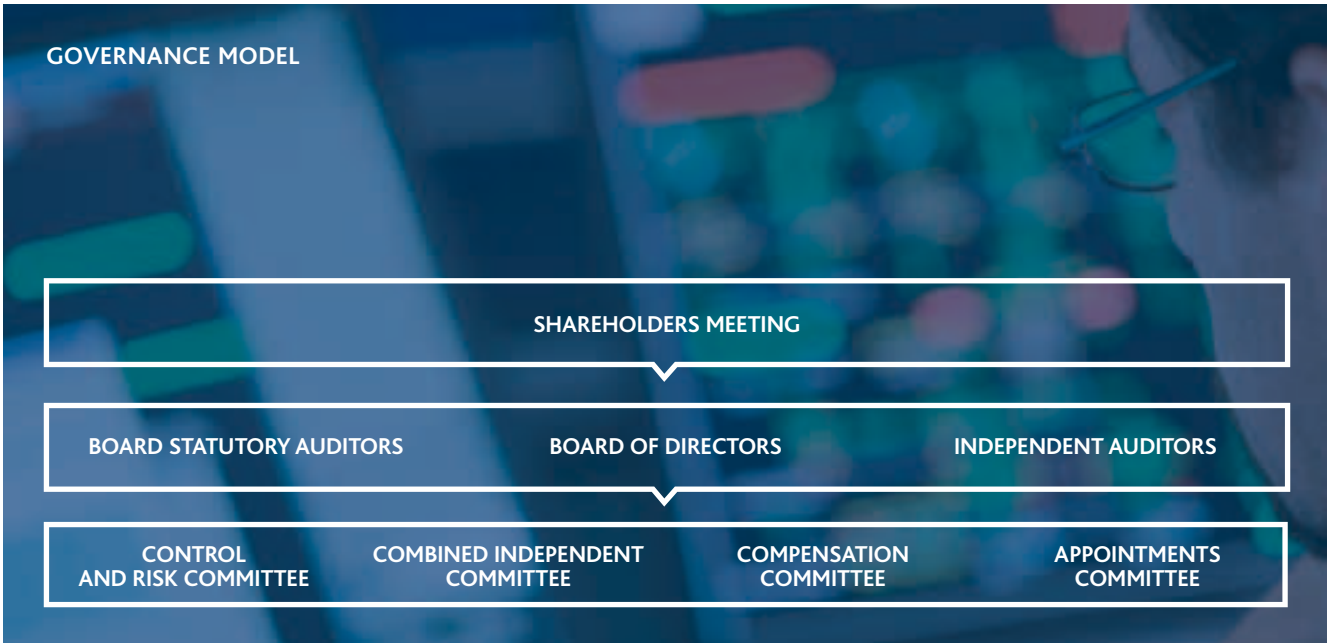 GOVERNANCE MODEL
SHAREHOLDERS MEETING
BOARD STATUTORY AUDITORS BOARD OF DIRECTORS INDEPENDENT AUDITORS
CONTROL COMBINED INDEPENDENT COMPENSATION APPOINTMENTS
AND RISK COMMITTEE COMMITTEE COMMITTEE COMMITTEE